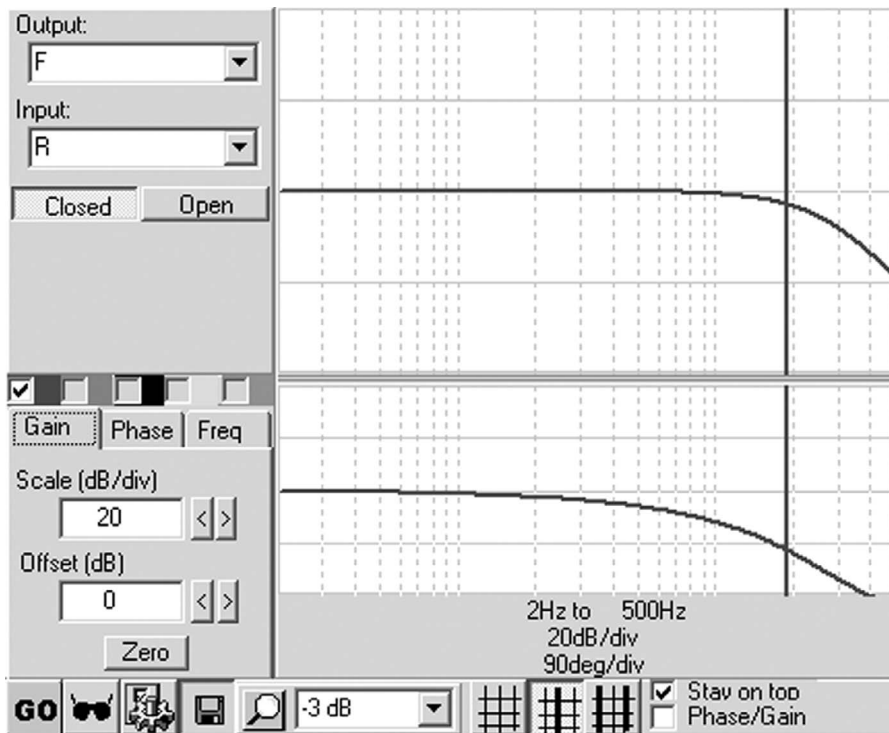 Output:
F
Input:
R
Closed Open
Gain Phase Freq
Scale (dB/div)
20 < >
Offset (dB)
0 < >
Zero
2Hz to 500Hz
20dB/div
90deg/div
GO
-3 dB
Stay on top
Phase/Gain